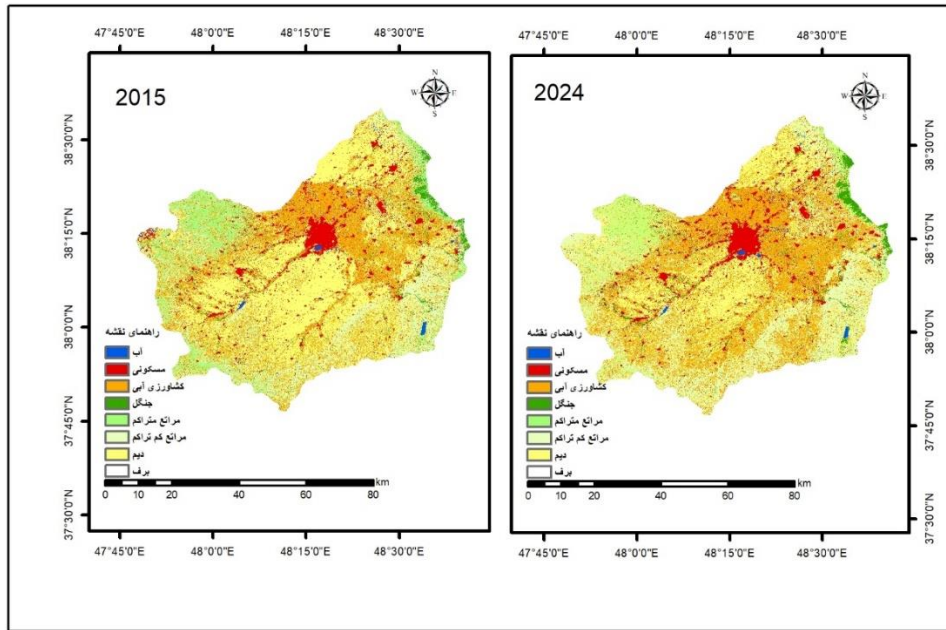 47°45'0"E 48°0'0"E 48°15'0"E 48°30'0"E
38°30'0"N
38°15'0"N
38°0'0"N
37°45'0"N
37°30'0"N
2015
N
W E
S
راهنمای نقشه
آب
مسکونی
کشاورزی آبی
جنگل
مراتع متراکم
مراتع کم تراکم
دیم
برف
km
0 10 20 40 60 80
47°45'0"E 48°0'0"E 48°15'0"E 48°30'0"E
47°45'0"E 48°0'0"E 48°15'0"E 48°30'0"E
2024
N
W E
S
راهنمای نقشه
آب
مسکونی
کشاورزی آبی
جنگل
مراتع متراکم
مراتع کم تراکم
دیم
برف
km
0 10 20 40 60 80
38°30'0"N
38°15'0"N
38°0'0"N
37°45'0"N
37°30'0"N
47°45'0"E 48°0'0"E 48°15'0"E 48°30'0"E